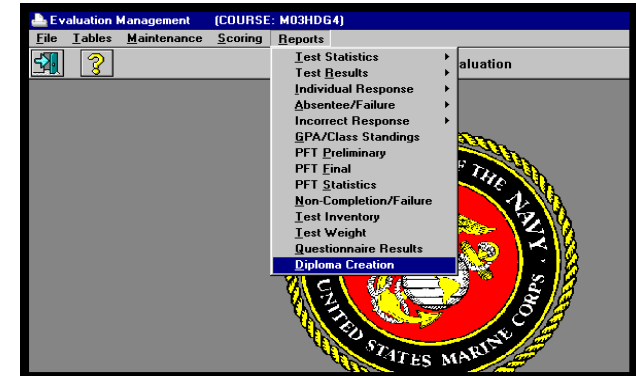 Evaluation Management (COURSE: M03HDG4)
File Tables Maintenance Scoring Reports
aluation
Test Statistics
Test Results
Individual Response
Absentee/Failure
Incorrect Response
GPA/Class Standings
PFT Preliminary
PFT Final
PFT Statistics
Non-Completion/Failure
Test Inventory
Test Weight
Questionnaire Results
Diploma Creation
OF THE NAVY
UNITED STATES MARINE CORPS